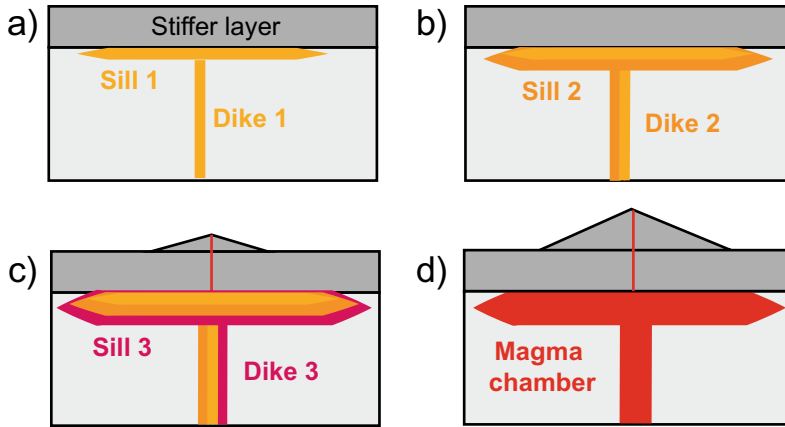 a)
Stiffer layer
Sill 1
Dike 1
b)
Sill 2
Dike 2
c)
Sill 3
Dike 3
d)
Magma
chamber